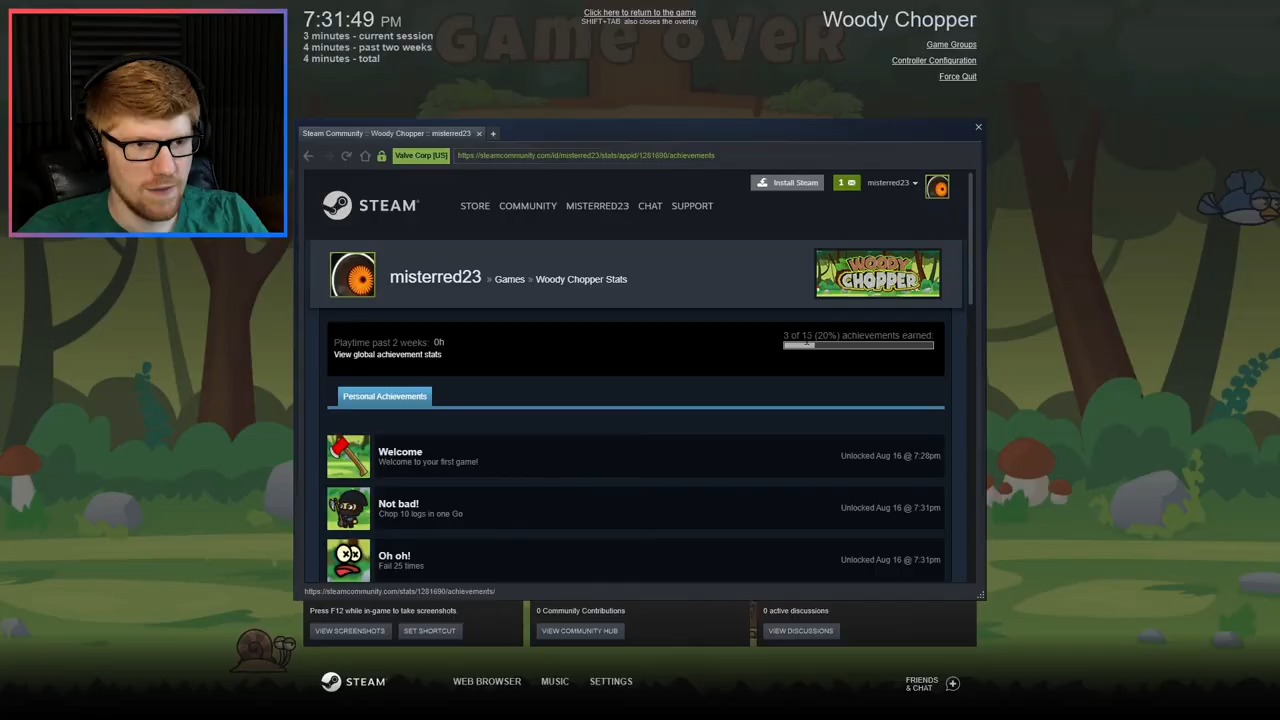 7:31:49 PM
3 minutes - current session
4 minutes - past two weeks
4 minutes - total
Click here to return to the game
SHIFT+TAB also closes the overlay
Woody Chopper
Game Groups
Controller Configuration
Force Quit
GAME OVER
Steam Community :: Woody Chopper :: misterred23
Valve Corp [US]
https://steamcommunity.com/id/misterred23/stats/appid/1281690/achievements
Install Steam
1
misterred23
STEAM
STORE
COMMUNITY
MISTERRED23
CHAT
SUPPORT
misterred23 » Games » Woody Chopper Stats
WOODY
CHOPPER
Playtime past 2 weeks: 0h
View global achievement stats
3 of 15 (20%) achievements earned:
Personal Achievements
Welcome
Welcome to your first game!
Unlocked Aug 16 @ 7:28pm
Not bad!
Chop 10 logs in one Go
Unlocked Aug 16 @ 7:31pm
Oh oh!
Fail 25 times
Unlocked Aug 16 @ 7:31pm
https://steamcommunity.com/stats/1281690/achievements/
Press F12 while in-game to take screenshots
VIEW SCREENSHOTS
SET SHORTCUT
0 Community Contributions
VIEW COMMUNITY HUB
0 active discussions
VIEW DISCUSSIONS
STEAM
WEB BROWSER
MUSIC
SETTINGS
FRIENDS
& CHAT